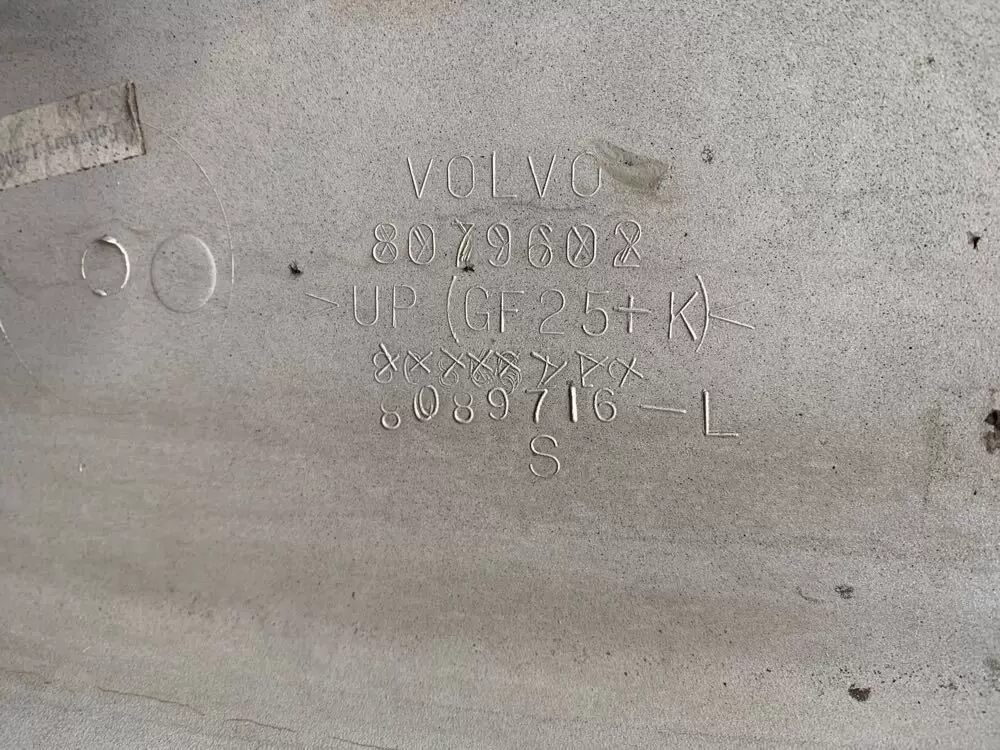 VOLVO
8079602
>UP (GF25+K)<
8089716-L
S